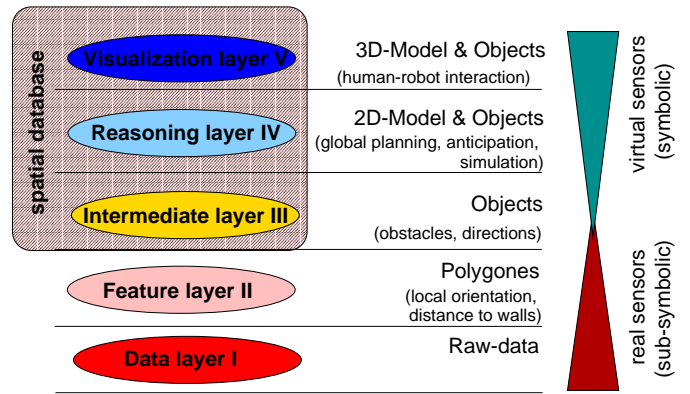 spatial database
Visualization layer V
3D-Model & Objects
(human-robot interaction)
Reasoning layer IV
2D-Model & Objects
(global planning, anticipation,
simulation)
Intermediate layer III
Objects
(obstacles, directions)
Feature layer II
Polygones
(local orientation,
distance to walls)
Data layer I
Raw-data
virtual sensors
(symbolic)
real sensors
(sub-symbolic)